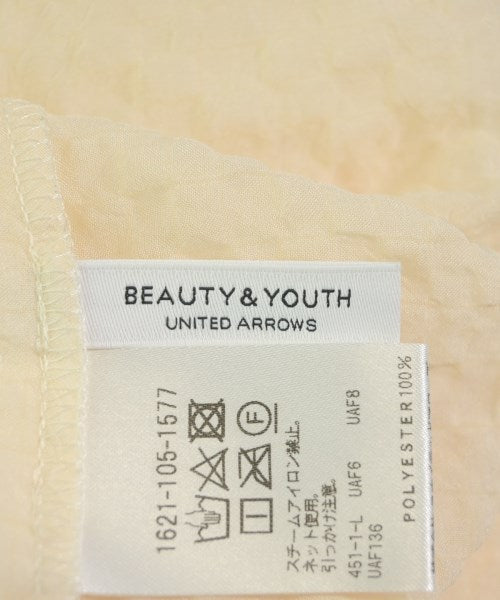 BEAUTY&YOUTH
UNITED ARROWS
1621-105-1577
F
スチームアイロン禁止。
ネット使用。
引っかけ注意。
451-1-L UAF6 UAF8
UAF136
POLYESTER100%